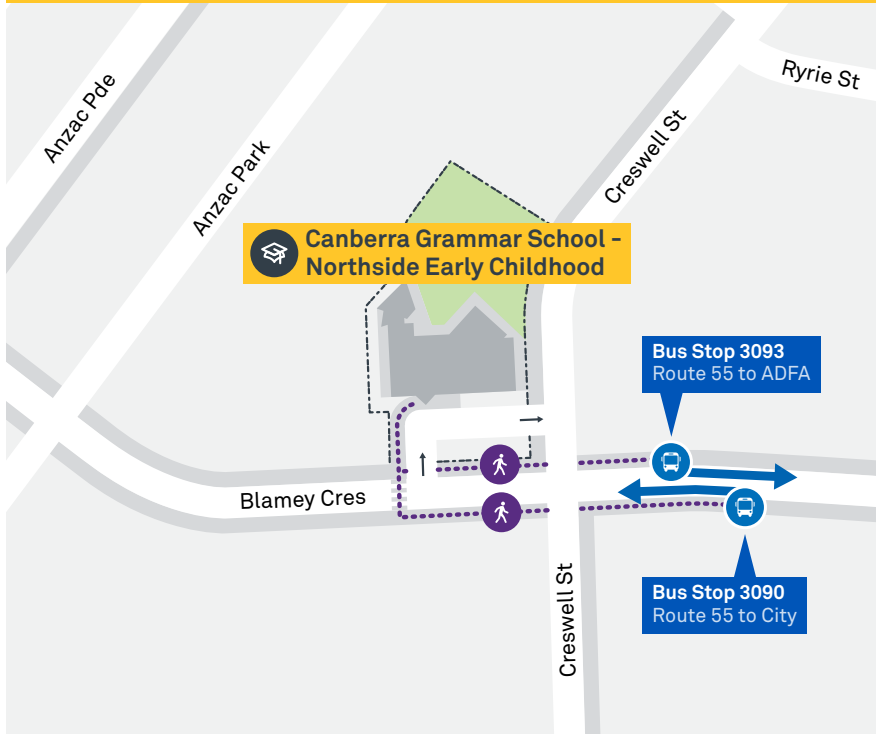 Anzac Pde
Anzac Park
Creswell St
Ryrie St
Canberra Grammar School -
Northside Early Childhood
Bus Stop 3093
Route 55 to ADFA
Blamey Cres
Creswell St
Bus Stop 3090
Route 55 to City